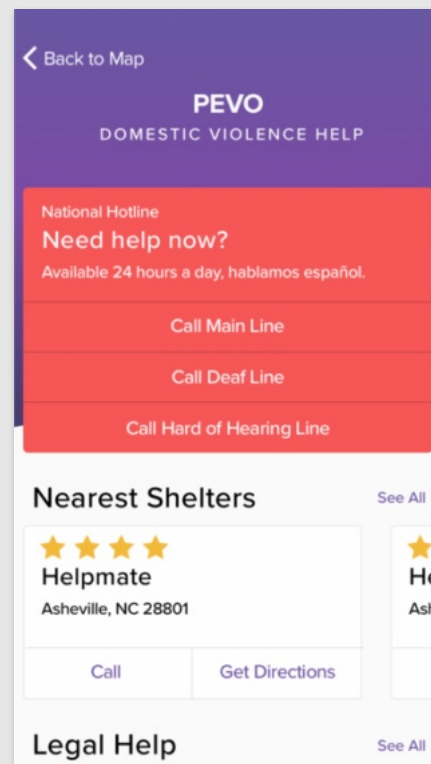 Back to Map
PEVO
DOMESTIC VIOLENCE HELP
National Hotline
Need help now?
Available 24 hours a day, hablamos español.
Call Main Line
Call Deaf Line
Call Hard of Hearing Line
Nearest Shelters
See All
Helpmate
Asheville, NC 28801
Call
Get Directions
Legal Help
See All